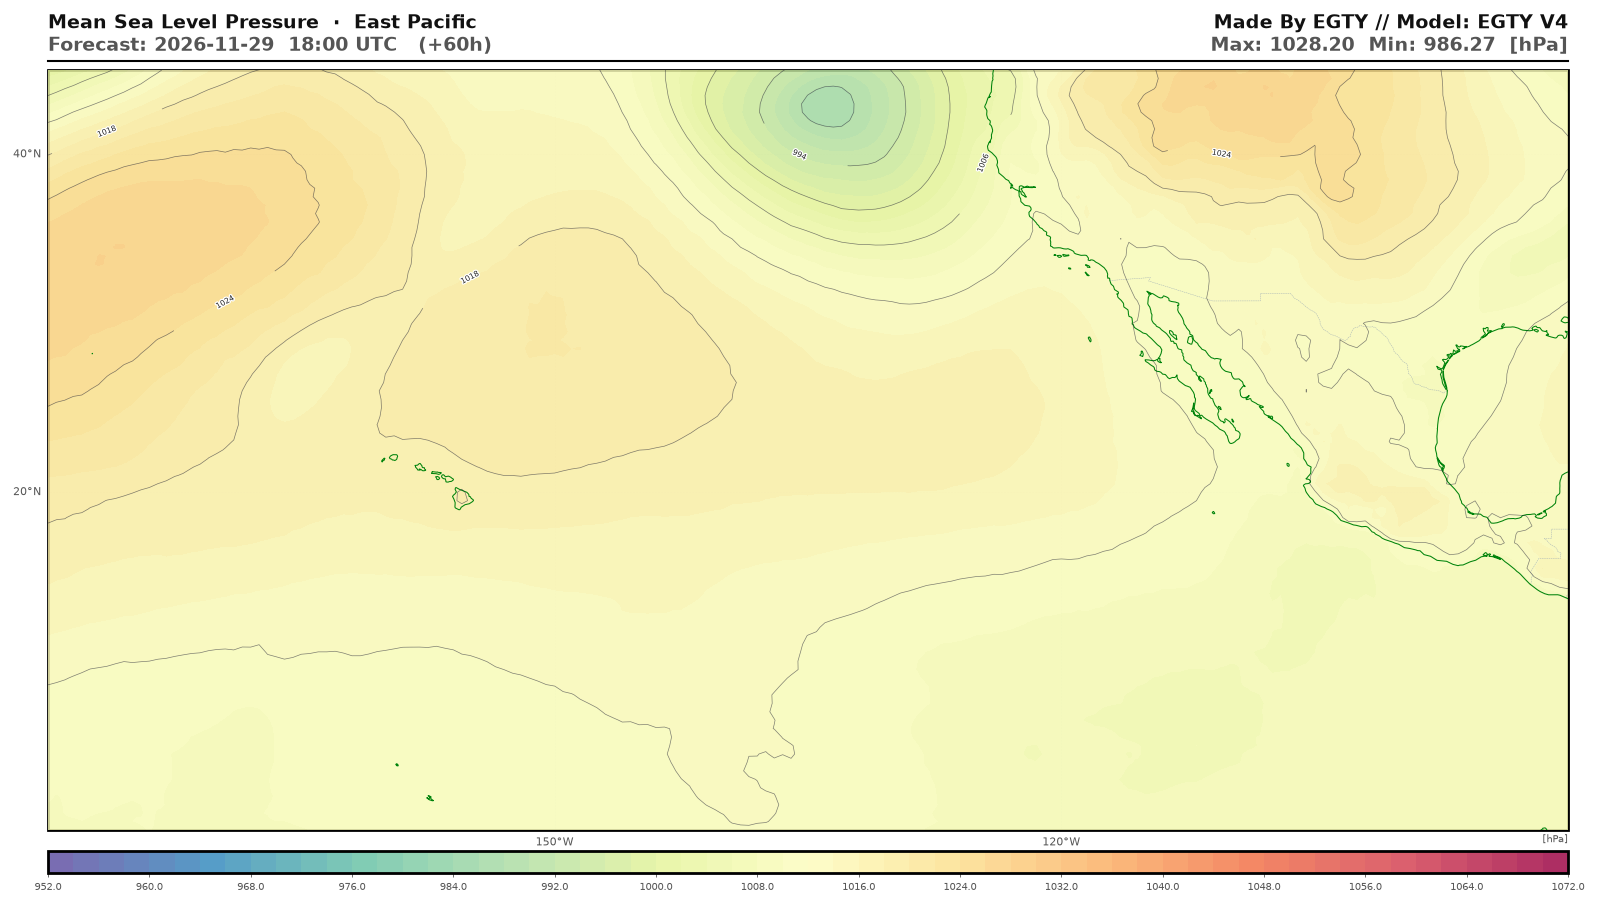 Mean Sea Level Pressure · East Pacific
Made By EGTY // Model: EGTY V4
Forecast: 2026-11-29 18:00 UTC (+60h)
Max: 1028.20 Min: 986.27 [hPa]
1018
994
1006
1024
40°N
1018
1024
20°N
150°W
120°W
[hPa]
952.0 960.0 968.0 976.0 984.0 992.0 1000.0 1008.0 1016.0 1024.0 1032.0 1040.0 1048.0 1056.0 1064.0 1072.0